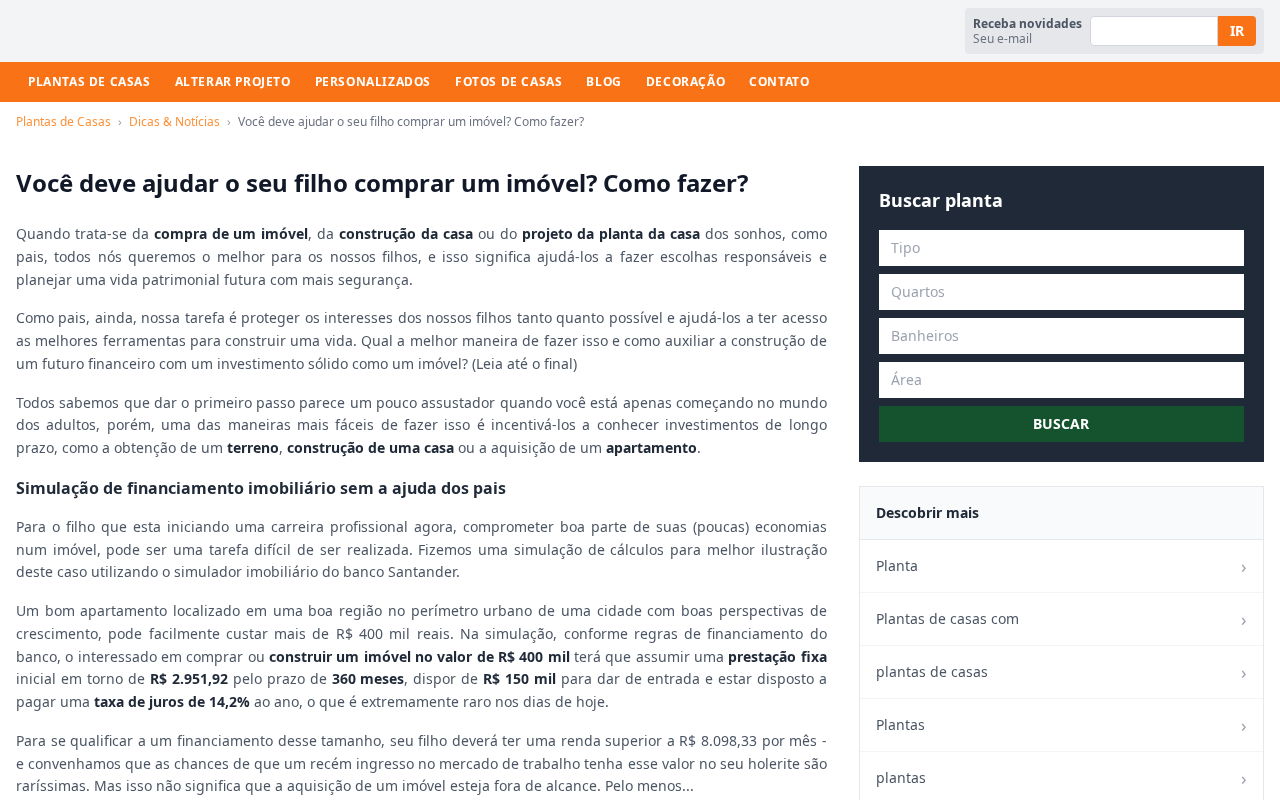 Receba novidades
Seu e-mail
IR
PLANTAS DE CASAS ALTERAR PROJETO PERSONALIZADOS FOTOS DE CASAS BLOG DECORAÇÃO CONTATO
Plantas de Casas › Dicas & Notícias › Você deve ajudar o seu filho comprar um imóvel? Como fazer?
Você deve ajudar o seu filho comprar um imóvel? Como fazer?
Quando trata-se da compra de um imóvel, da construção da casa ou do projeto da planta da casa dos sonhos, como
pais, todos nós queremos o melhor para os nossos filhos, e isso significa ajudá-los a fazer escolhas responsáveis e
planejar uma vida patrimonial futura com mais segurança.
Como pais, ainda, nossa tarefa é proteger os interesses dos nossos filhos tanto quanto possível e ajudá-los a ter acesso
as melhores ferramentas para construir uma vida. Qual a melhor maneira de fazer isso e como auxiliar a construção de
um futuro financeiro com um investimento sólido como um imóvel? (Leia até o final)
Todos sabemos que dar o primeiro passo parece um pouco assustador quando você está apenas começando no mundo
dos adultos, porém, uma das maneiras mais fáceis de fazer isso é incentivá-los a conhecer investimentos de longo
prazo, como a obtenção de um terreno, construção de uma casa ou a aquisição de um apartamento.
Simulação de financiamento imobiliário sem a ajuda dos pais
Para o filho que esta iniciando uma carreira profissional agora, comprometer boa parte de suas (poucas) economias
num imóvel, pode ser uma tarefa difícil de ser realizada. Fizemos uma simulação de cálculos para melhor ilustração
deste caso utilizando o simulador imobiliário do banco Santander.
Um bom apartamento localizado em uma boa região no perímetro urbano de uma cidade com boas perspectivas de
crescimento, pode facilmente custar mais de R$ 400 mil reais. Na simulação, conforme regras de financiamento do
banco, o interessado em comprar ou construir um imóvel no valor de R$ 400 mil terá que assumir uma prestação fixa
inicial em torno de R$ 2.951,92 pelo prazo de 360 meses, dispor de R$ 150 mil para dar de entrada e estar disposto a
pagar uma taxa de juros de 14,2% ao ano, o que é extremamente raro nos dias de hoje.
Para se qualificar a um financiamento desse tamanho, seu filho deverá ter uma renda superior a R$ 8.098,33 por mês -
e convenhamos que as chances de que um recém ingresso no mercado de trabalho tenha esse valor no seu holerite são
raríssimas. Mas isso não significa que a aquisição de um imóvel esteja fora de alcance. Pelo menos...
Buscar planta
Tipo
Quartos
Banheiros
Área
BUSCAR
Descobrir mais
Planta ›
Plantas de casas com ›
plantas de casas ›
Plantas ›
plantas ›